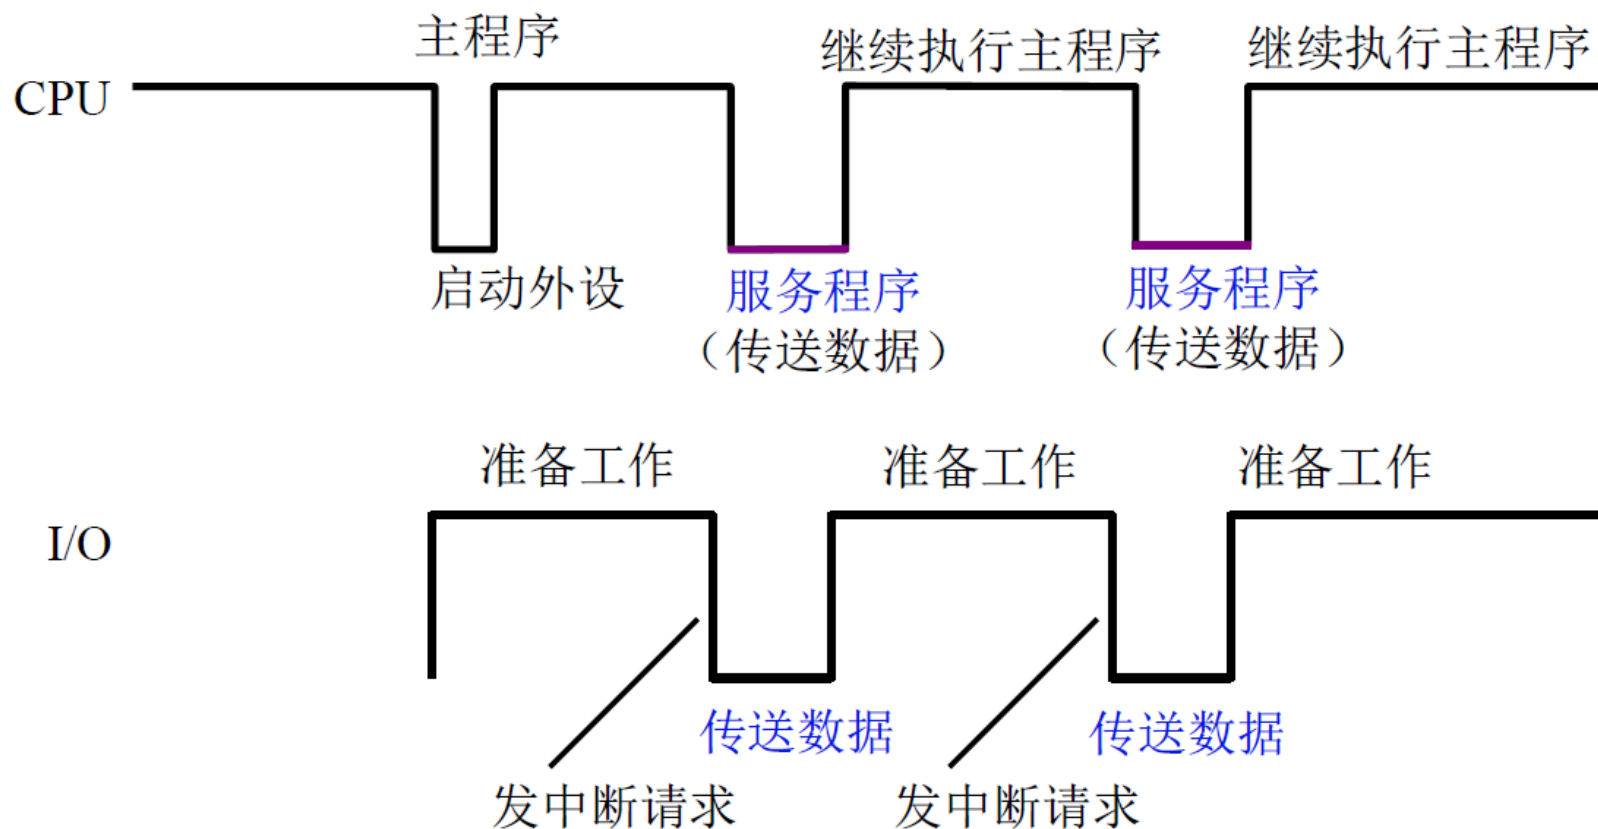 主程序
继续执行主程序
继续执行主程序
CPU
启动外设
服务程序
(传送数据)
服务程序
(传送数据)
准备工作
准备工作
准备工作
I/O
传送数据
传送数据
发中断请求
发中断请求